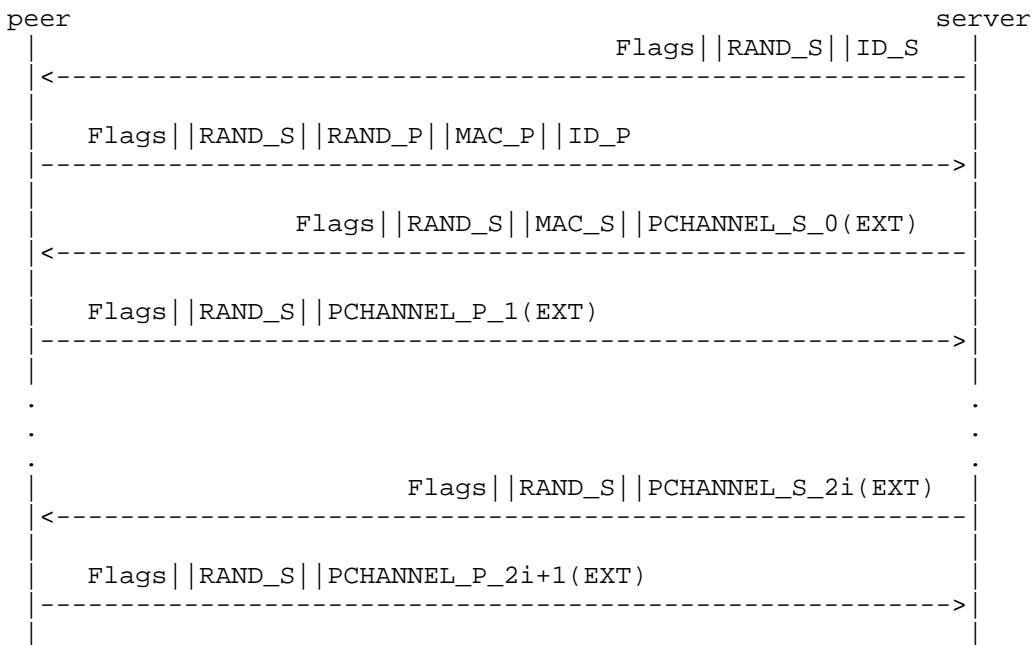 peer server
Flags||RAND_S||ID_S
Flags||RAND_S||RAND_P||MAC_P||ID_P
Flags||RAND_S||MAC_S||PCHANNEL_S_0(EXT)
Flags||RAND_S||PCHANNEL_P_1(EXT)
Flags||RAND_S||PCHANNEL_S_2i(EXT)
Flags||RAND_S||PCHANNEL_P_2i+1(EXT)